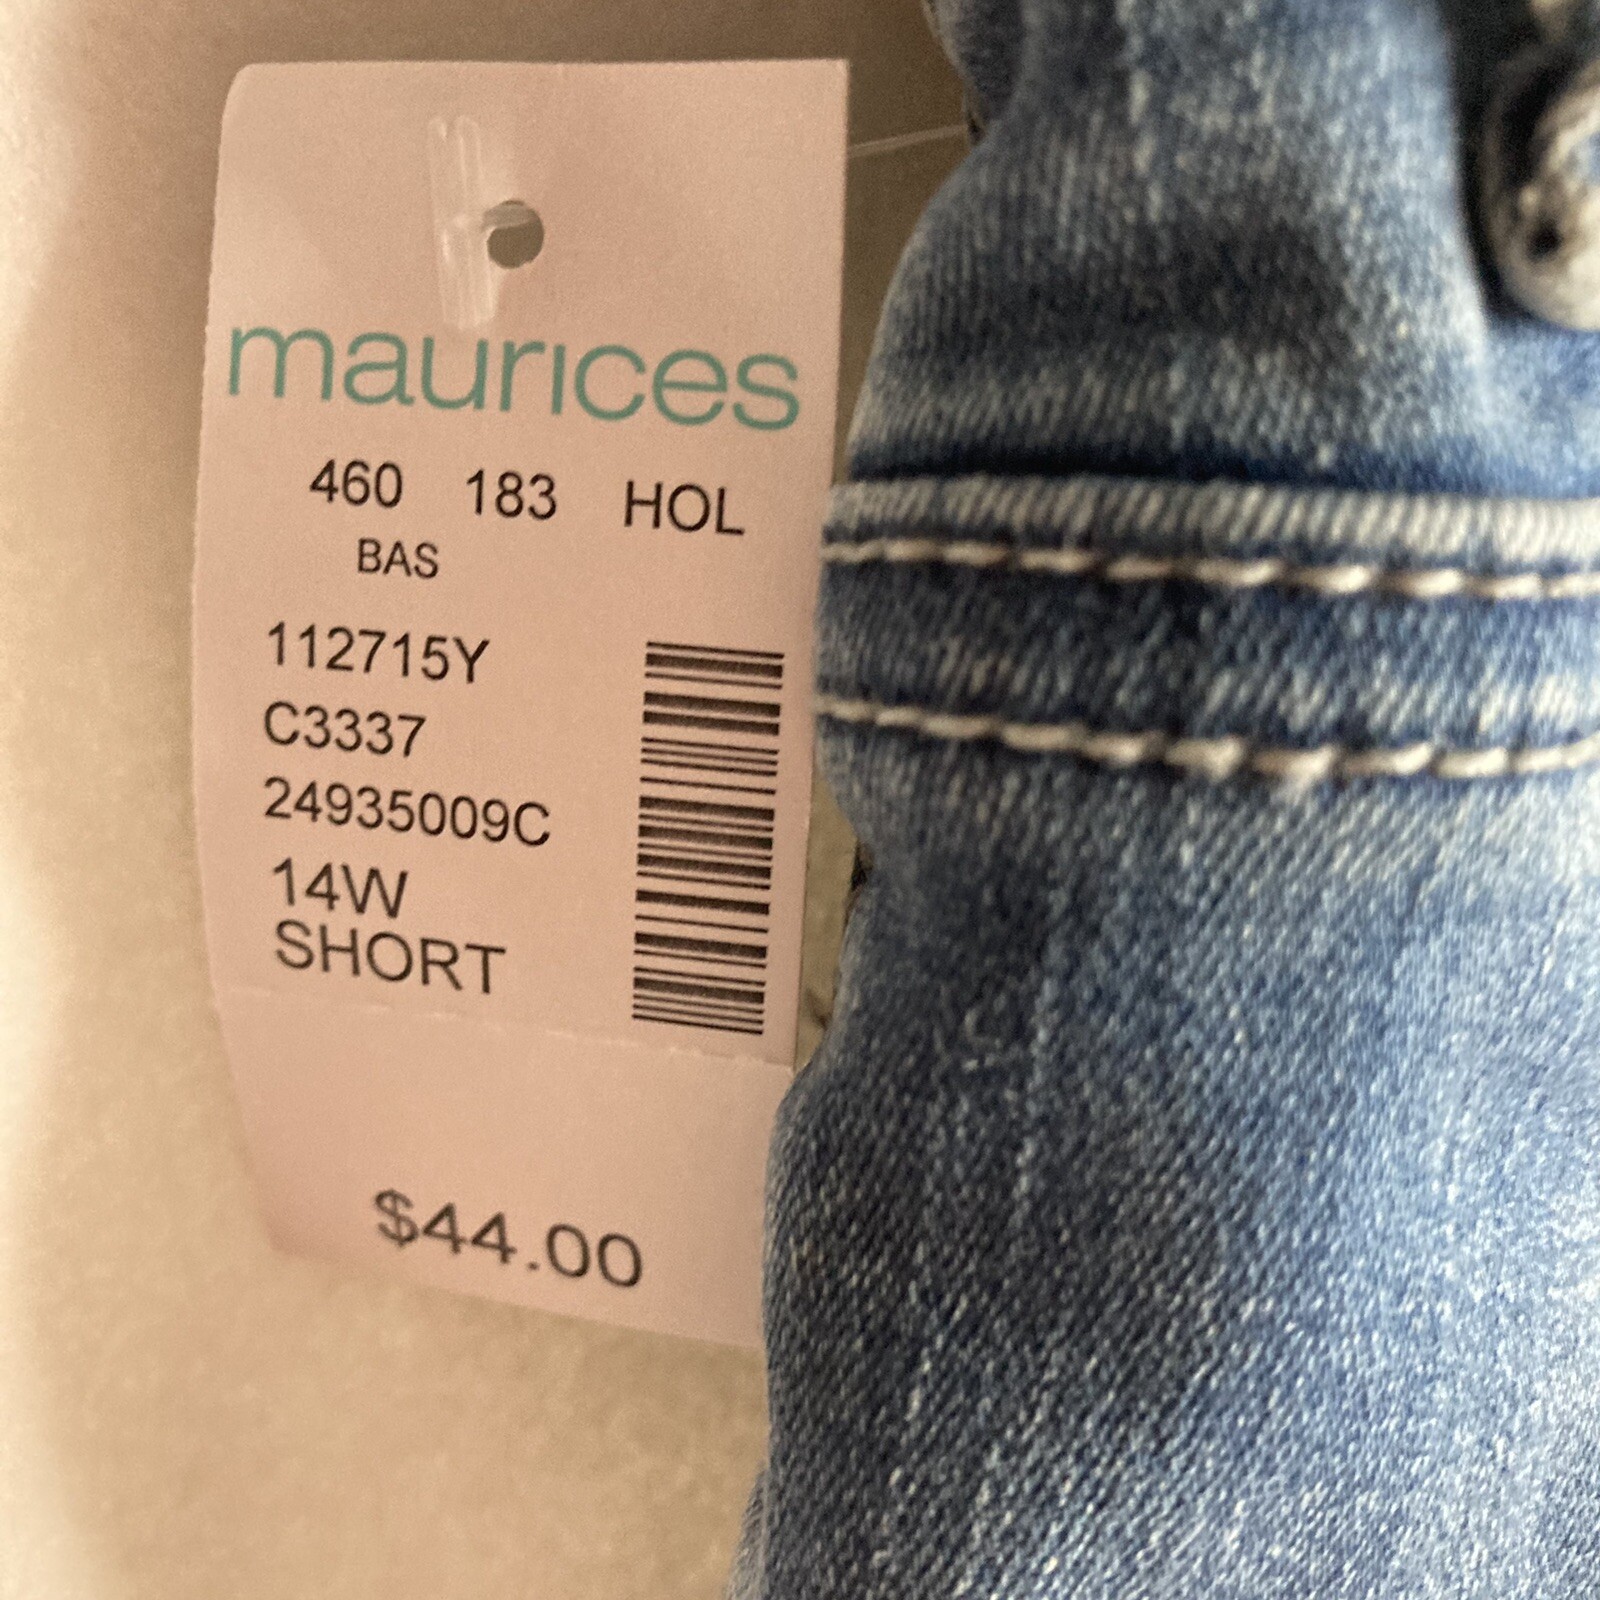 maurices
460 183 HOL
BAS
112715Y
C3337
24935009C
14W
SHORT
$44.00